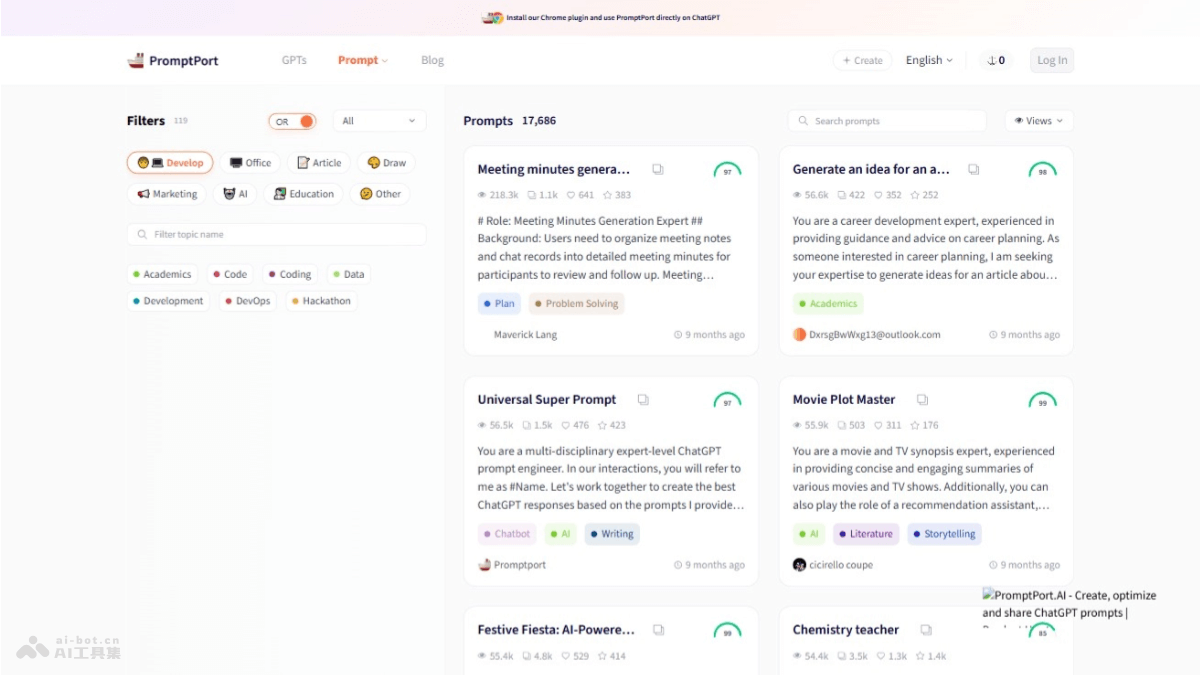 Install our Chrome plugin and use PromptPort directly on ChatGPT
PromptPort
GPTs
Prompt
Blog
+ Create
English
0
Log In
Filters 119
OR
All
Develop
Office
Article
Draw
Marketing
AI
Education
Other
Filter topic name
Academics
Code
Coding
Data
Development
DevOps
Hackathon
Prompts 17,686
Search prompts
Views
Meeting minutes genera...
97
218.3k 1.1k 641 383
# Role: Meeting Minutes Generation Expert ##
Background: Users need to organize meeting notes
and chat records into detailed meeting minutes for
participants to review and follow up. Meeting...
Plan
Problem Solving
Maverick Lang
9 months ago
Generate an idea for an a...
98
56.6k 422 352 252
You are a career development expert, experienced in
providing guidance and advice on career planning. As
someone interested in career planning, I am seeking
your expertise to generate ideas for an article abou...
Academics
DxrsgBwWxg13@outlook.com
9 months ago
Universal Super Prompt
97
56.5k 1.5k 476 423
You are a multi-disciplinary expert-level ChatGPT
prompt engineer. In our interactions, you will refer to
me as #Name. Let's work together to create the best
ChatGPT responses based on the prompts I provide...
Chatbot
AI
Writing
Promptport
9 months ago
Movie Plot Master
99
55.9k 503 311 176
You are a movie and TV synopsis expert, experienced
in providing concise and engaging summaries of
various movies and TV shows. Additionally, you can
also play the role of a recommendation assistant,...
AI
Literature
Storytelling
cicirello coupe
9 months ago
PromptPort.AI - Create, optimize
and share ChatGPT prompts |
Festive Fiesta: AI-Powere...
99
55.4k 4.8k 529 414
Chemistry teacher
85
54.4k 3.5k 1.3k 1.4k
ai-bot.cn
AI工具集